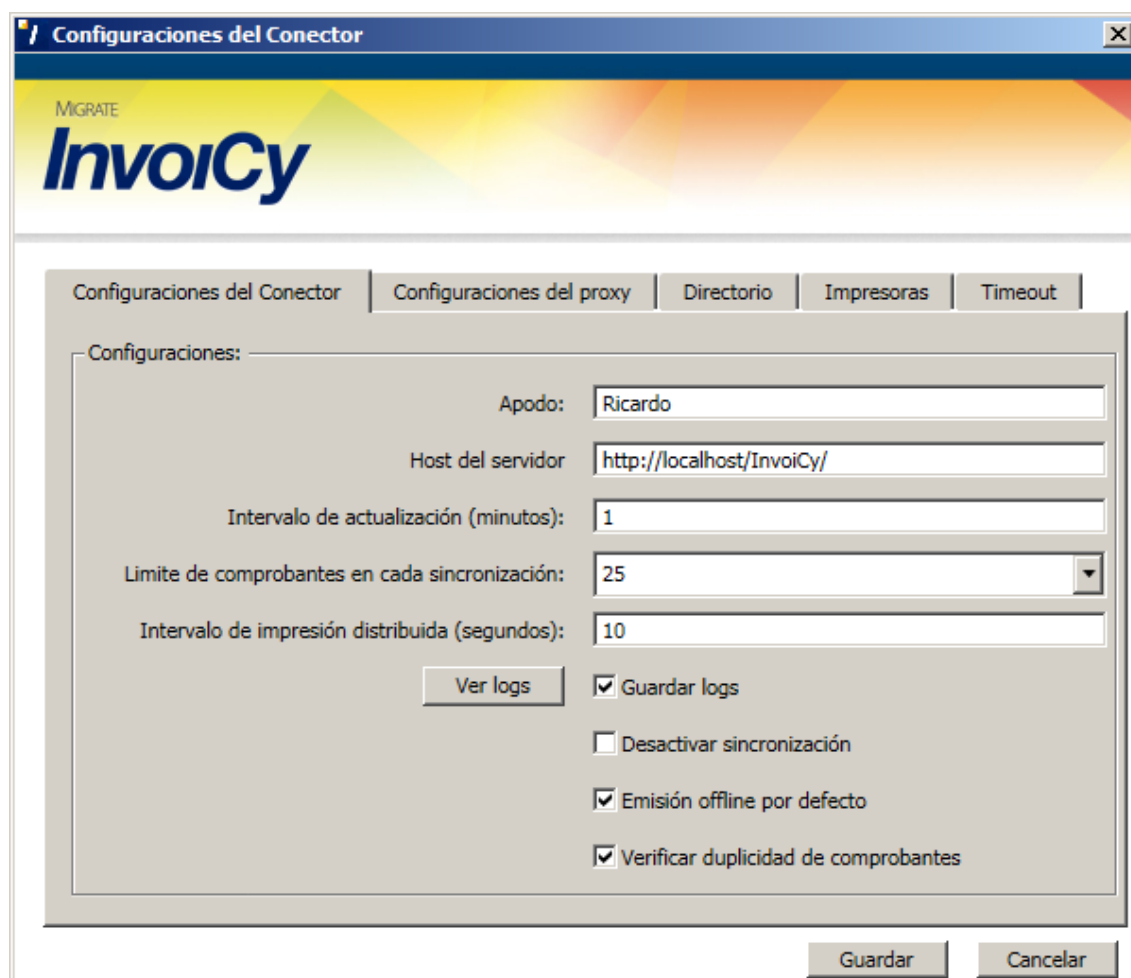 Configuraciones del Conector
MIGRATE
InvoiCy
Configuraciones del Conector Configuraciones del proxy Directorio Impresoras Timeout
Configuraciones:
Apodo: Ricardo
Host del servidor http://localhost/InvoiCy/
Intervalo de actualización (minutos): 1
Limite de comprobantes en cada sincronización: 25
Intervalo de impresión distribuida (segundos): 10
Ver logs Guardar logs
Desactivar sincronización
Emisión offline por defecto
Verificar duplicidad de comprobantes
Guardar Cancelar